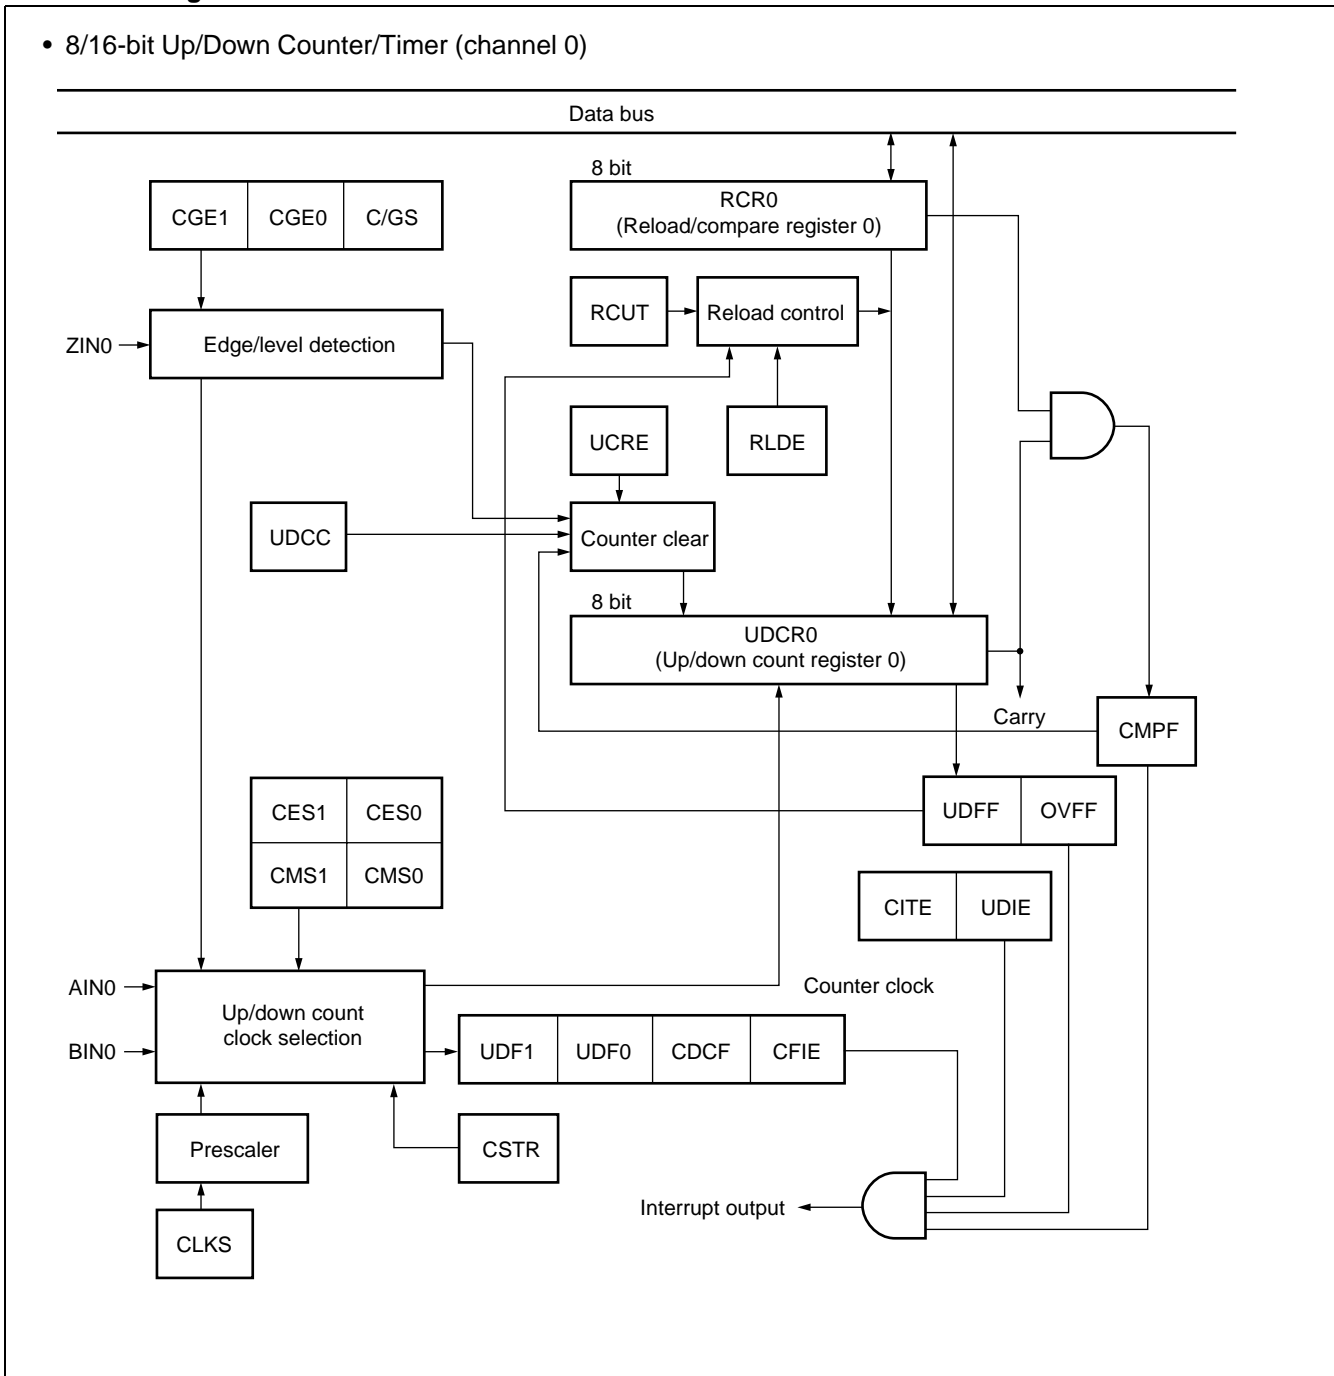 • 8/16-bit Up/Down Counter/Timer (channel 0)
Data bus
8 bit
CGE1 CGE0 C/GS
RCR0
(Reload/compare register 0)
RCUT
Reload control
ZIN0
Edge/level detection
UCRE
RLDE
UDCC
Counter clear
8 bit
UDCR0
(Up/down count register 0)
Carry
CMPF
CES1 CES0
UDFF OVFF
CMS1 CMS0
CITE UDIE
AIN0
Counter clock
Up/down count
clock selection
BIN0
UDF1 UDF0 CDCF CFIE
Prescaler
CSTR
Interrupt output
CLKS